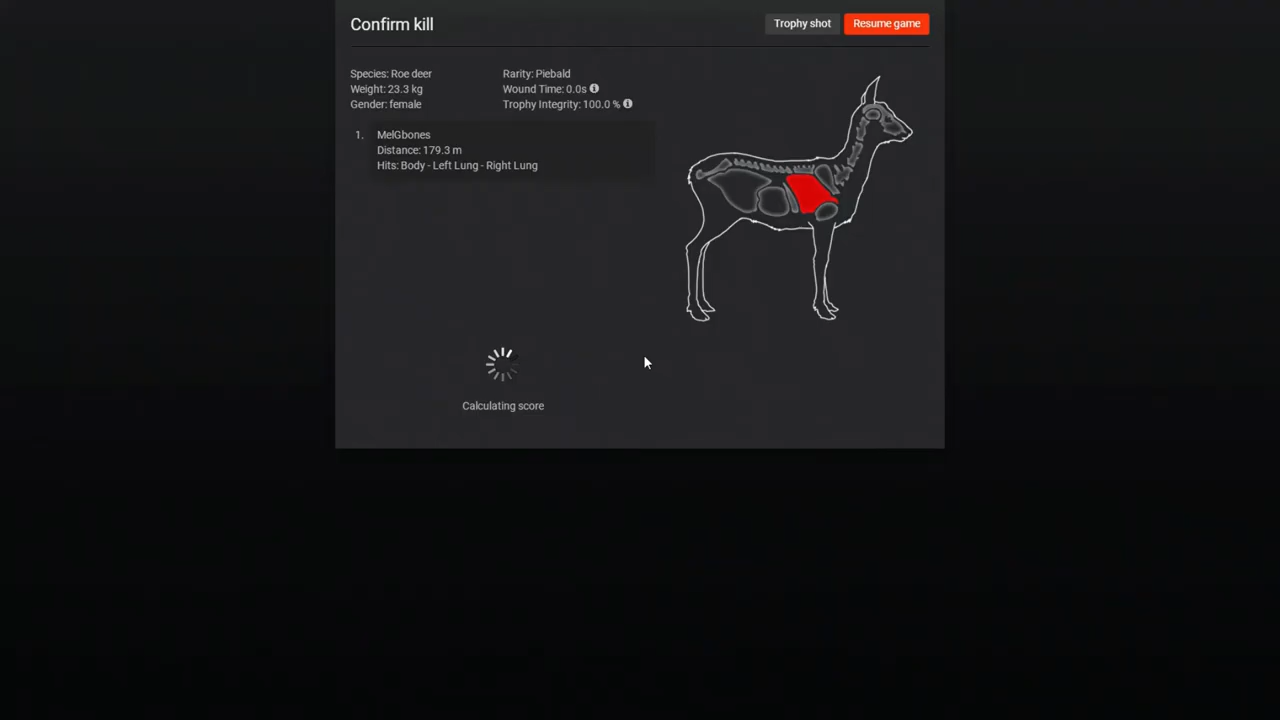 Confirm kill
Trophy shot
Resume game
Species: Roe deer
Weight: 23.3 kg
Gender: female
Rarity: Piebald
Wound Time: 0.0s
Trophy Integrity: 100.0 %
1. MelGbones
Distance: 179.3 m
Hits: Body - Left Lung - Right Lung
Calculating score